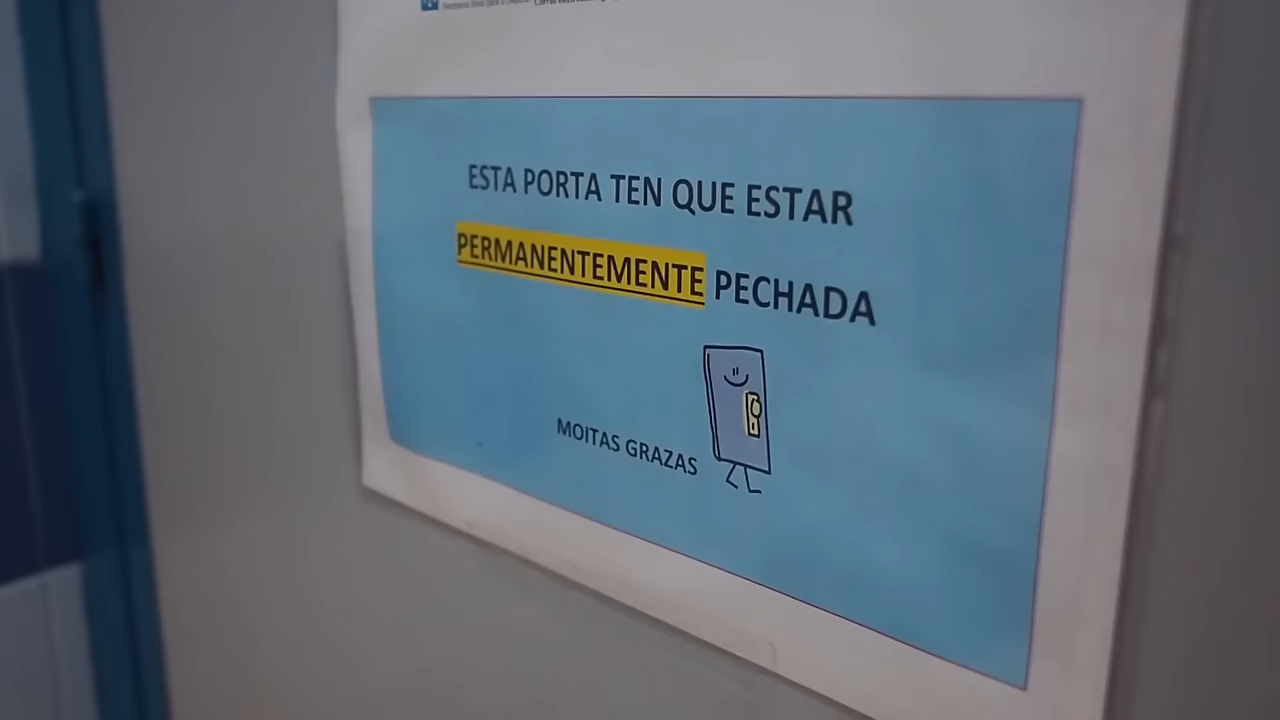 ESTA PORTA TEN QUE ESTAR
PERMANENTEMENTE PECHADA
MOITAS GRAZAS